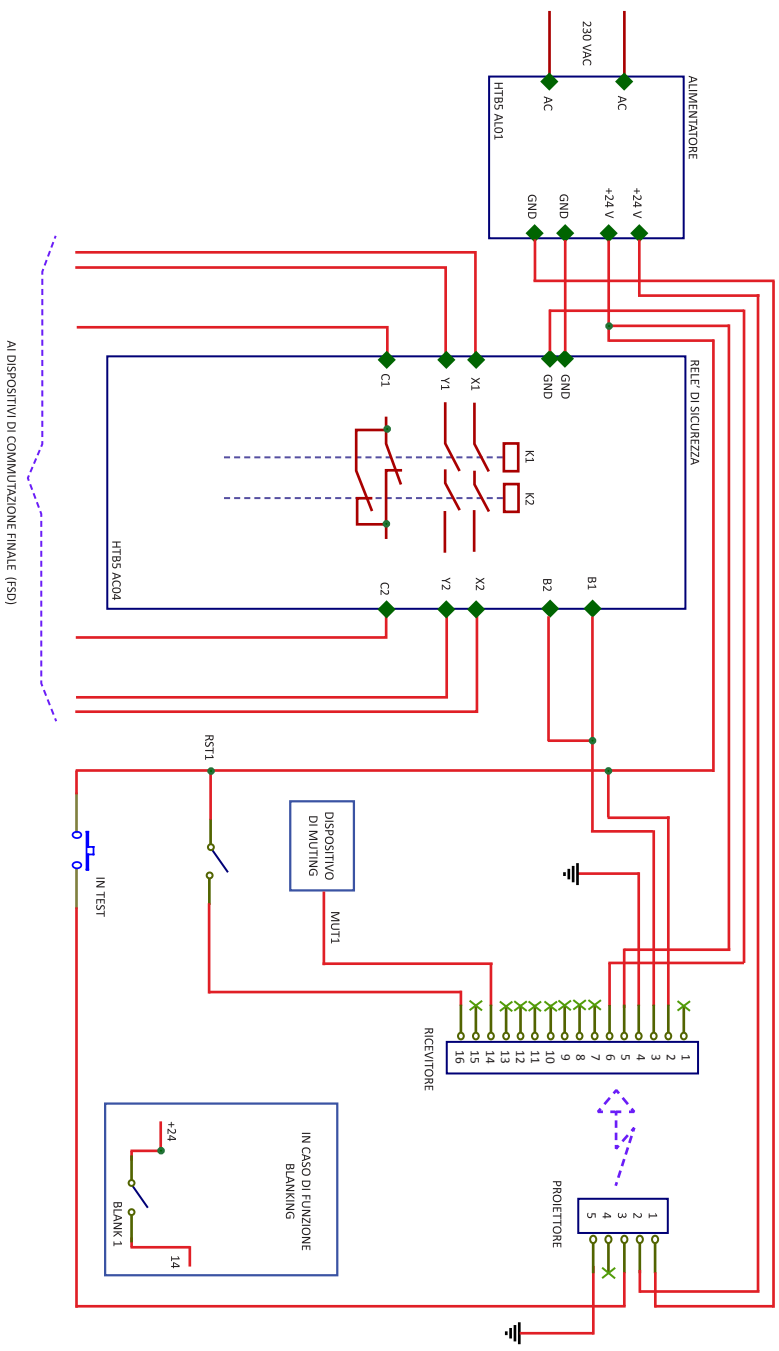 230 VAC
ALIMENTATORE
AC
AC
HTB5 AL01
+24 V
+24 V
GND
GND
RELE' DI SICUREZZA
GND
GND
X1
Y1
C1
K1
K2
HTB5 AC04
B1
B2
X2
Y2
C2
AI DISPOSITIVI DI COMMUTAZIONE FINALE (FSD)
RST1
IN TEST
DISPOSITIVO
DI MUTING
MUT1
RICEVITORE
1
2
3
4
5
6
7
8
9
10
11
12
13
14
15
16
PROIETTORE
1
2
3
4
5
IN CASO DI FUNZIONE
BLANKING
+24
BLANK 1
14